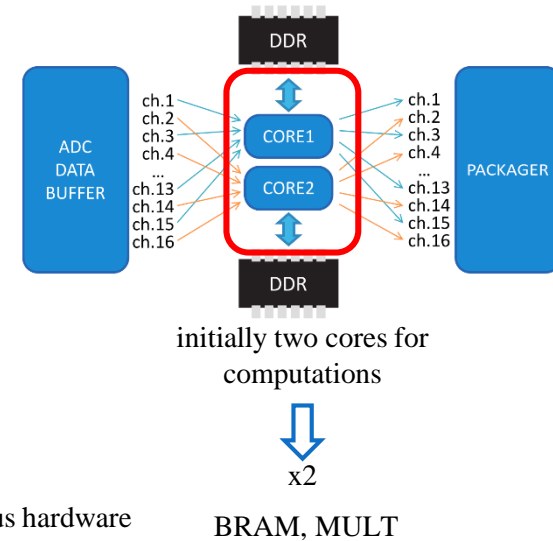 DDR
ADC
DATA
BUFFER
ch.1
ch.2
ch.3
ch.4
...
ch.13
ch.14
ch.15
ch.16
CORE1
CORE2
ch.1
ch.2
ch.3
ch.4
...
ch.13
ch.14
ch.15
ch.16
PACKAGER
DDR
initially two cores for
computations
x2
hardware
BRAM, MULT